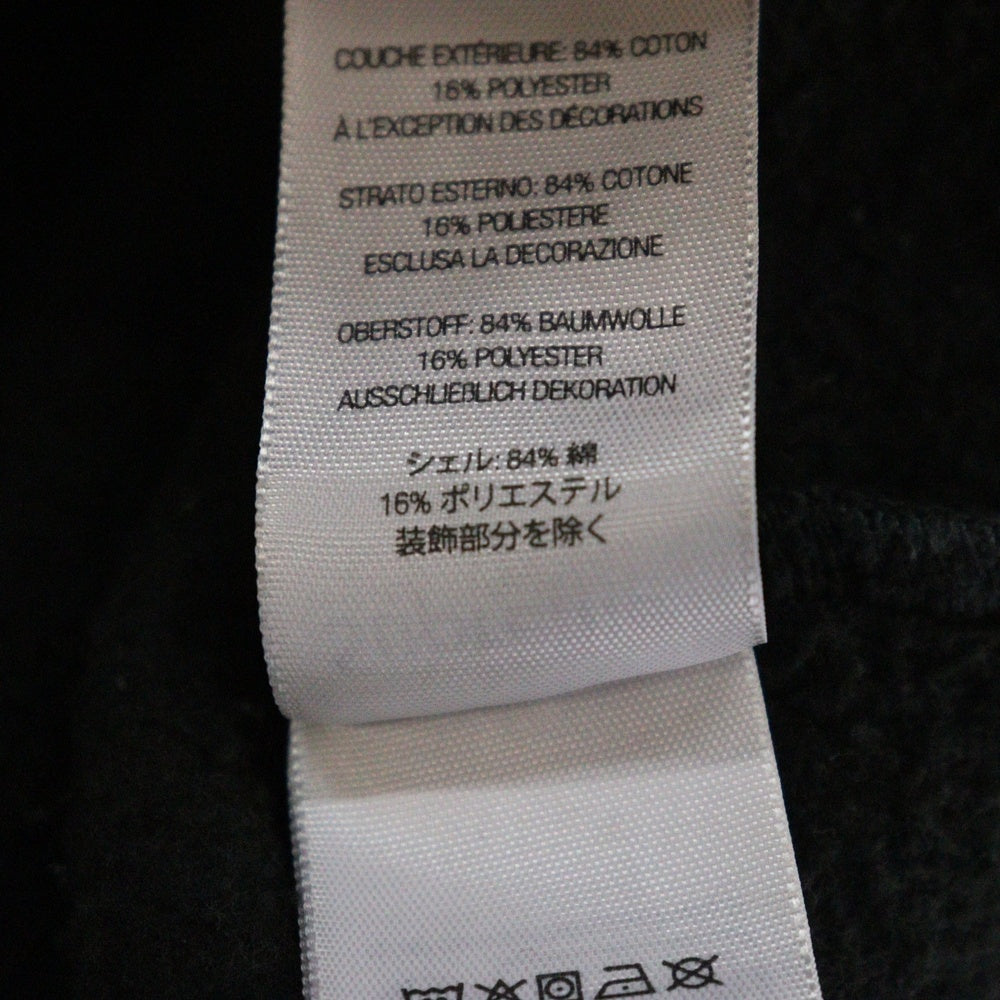 COUCHE EXTÉRIEURE: 84% COTON
16% POLYESTER
À L'EXCEPTION DES DÉCORATIONS
STRATO ESTERNO: 84% COTONE
16% POLIESTERE
ESCLUSA LA DECORAZIONE
OBERSTOFF: 84% BAUMWOLLE
16% POLYESTER
AUSSCHLIEBLICH DEKORATION
シェル: 84% 綿
16% ポリエステル
装飾部分を除く